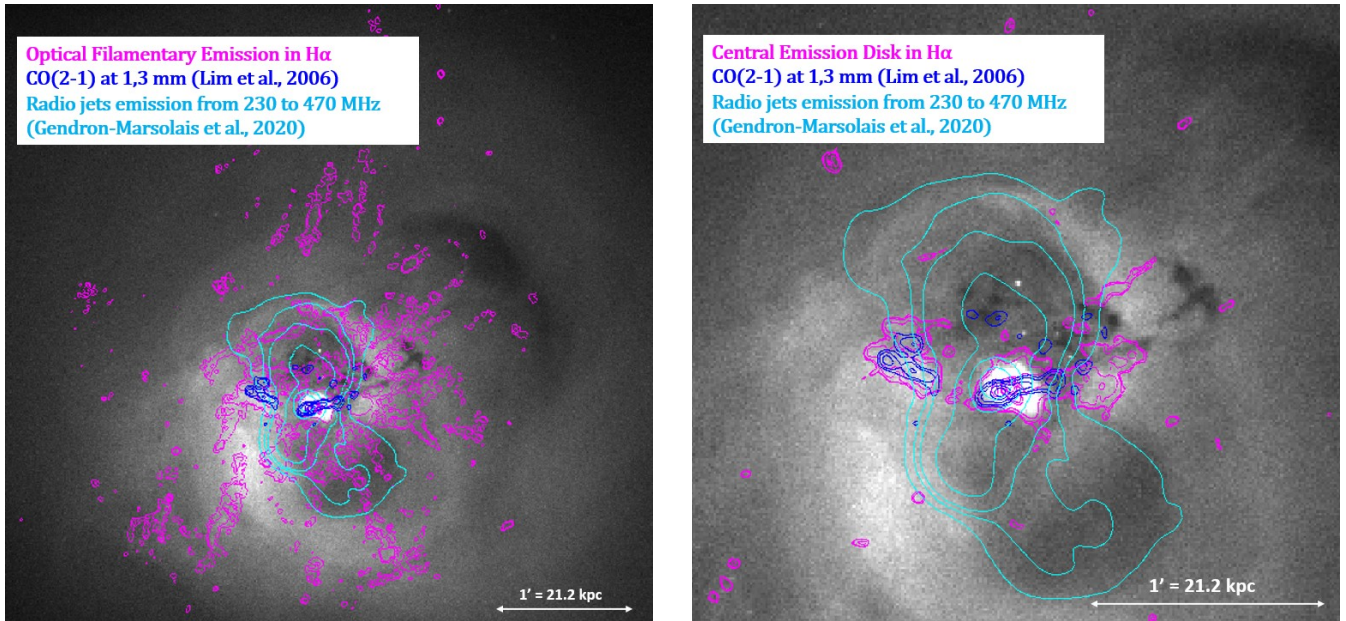 Optical Filamentary Emission in Hα
CO(2-1) at 1,3 mm (Lim et al., 2006)
Radio jets emission from 230 to 470 MHz
(Gendron-Marsolais et al., 2020)
1’ = 21.2 kpc
Central Emission Disk in Hα
CO(2-1) at 1,3 mm (Lim et al., 2006)
Radio jets emission from 230 to 470 MHz
(Gendron-Marsolais et al., 2020)
1’ = 21.2 kpc